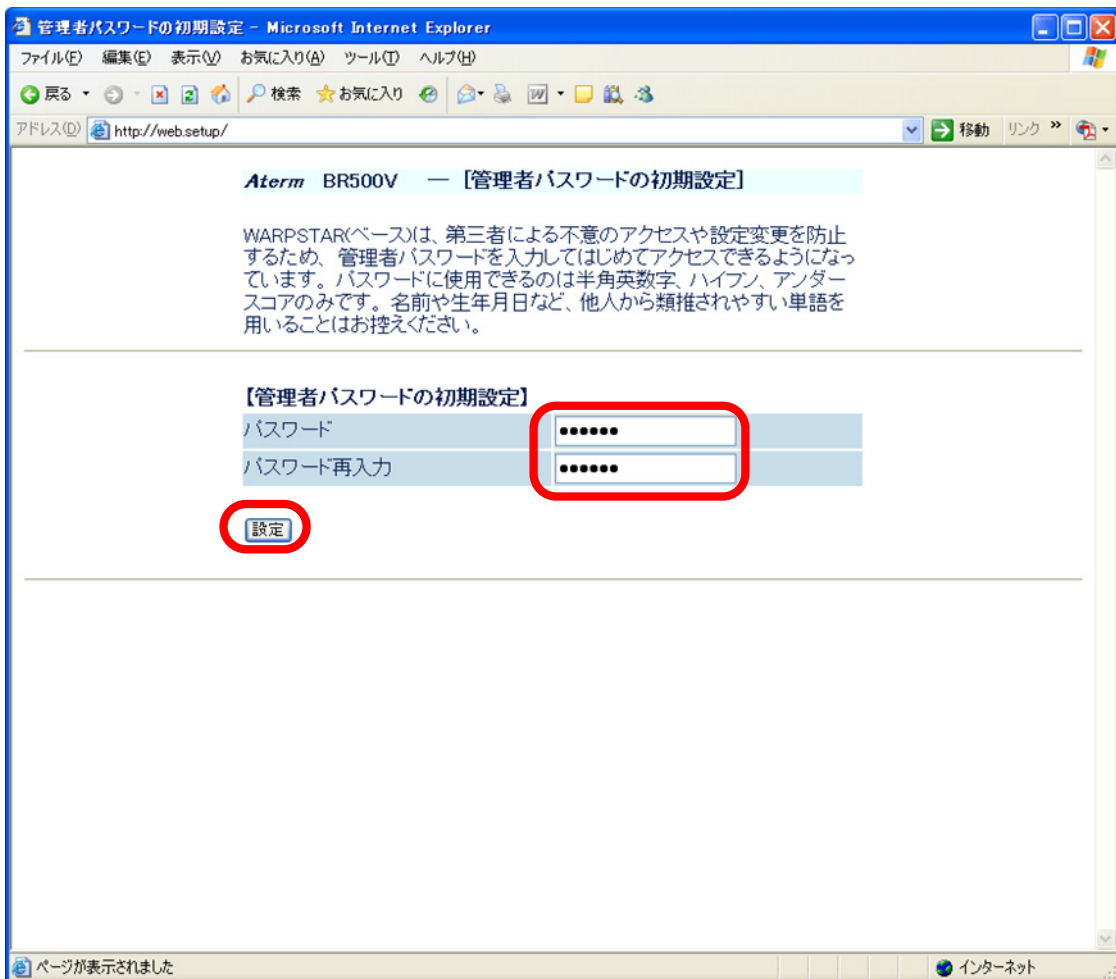 管理者パスワードの初期設定 - Microsoft Internet Explorer
ファイル(F) 編集(E) 表示(V) お気に入り(A) ツール(T) ヘルプ(H)
戻る 検索 お気に入り
アドレス(D) http://web.setup/ 移動 リンク »
Aterm BR500V ― [管理者パスワードの初期設定]
WARPSTAR(ベース)は、第三者による不意のアクセスや設定変更を防止
するため、管理者パスワードを入力してはじめてアクセスできるようになっ
ています。パスワードに使用できるのは半角英数字、ハイフン、アンダー
スコアのみです。名前や生年月日など、他人から類推されやすい単語を
用いることはお控えください。
【管理者パスワードの初期設定】
パスワード ●●●●●●
パスワード再入力 ●●●●●●
設定
ページが表示されました インターネット